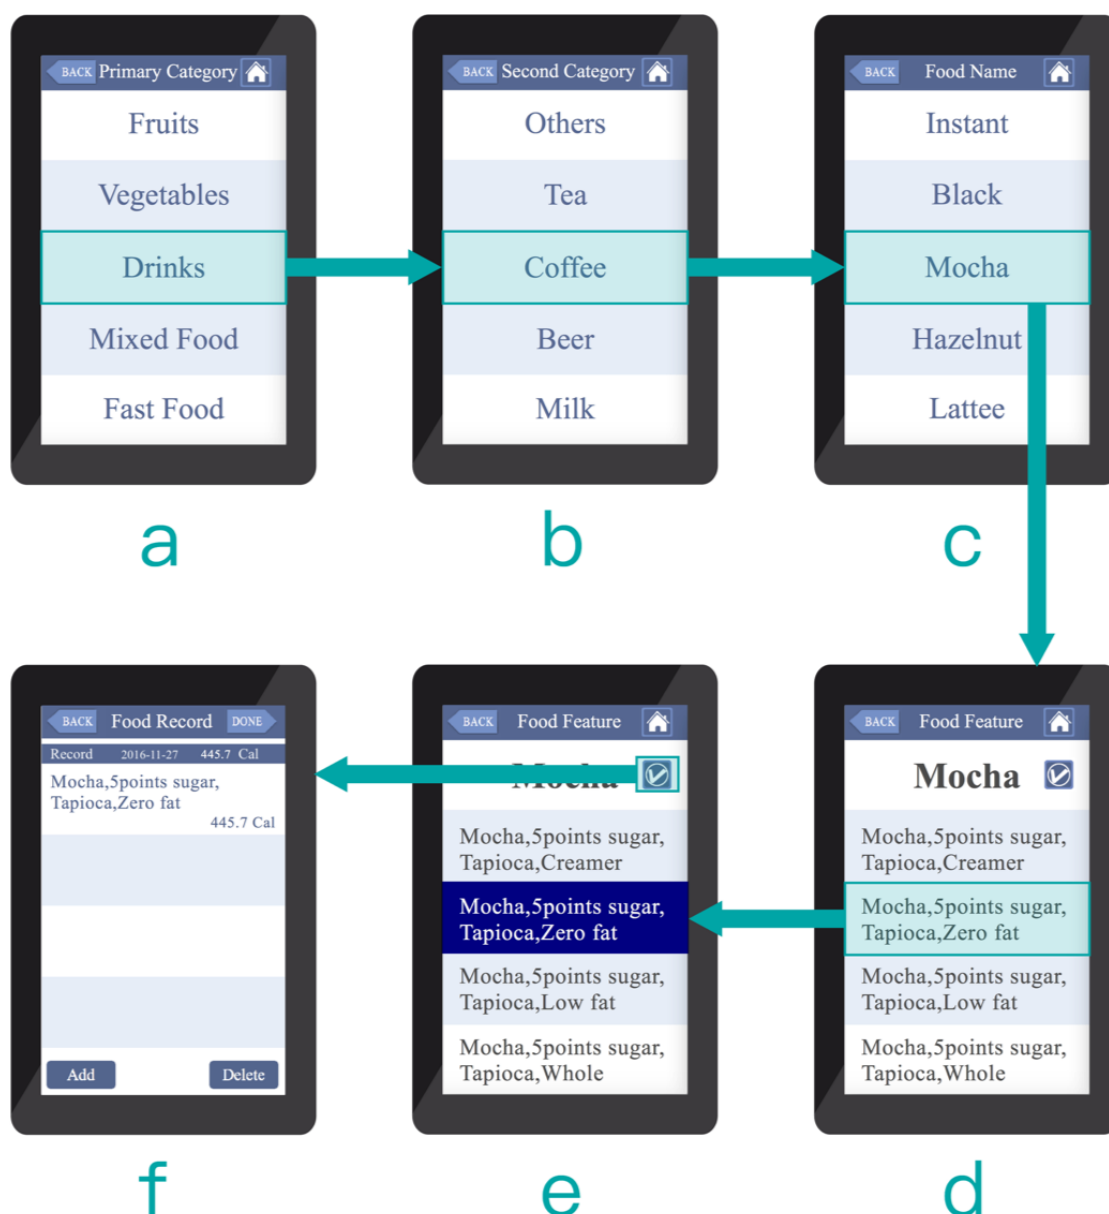 BACK Primary Category
Fruits
Vegetables
Drinks
Mixed Food
Fast Food
a
BACK Second Category
Others
Tea
Coffee
Beer
Milk
b
BACK Food Name
Instant
Black
Mocha
Hazelnut
Lattee
c
BACK Food Record DONE
Record 2016-11-27 445.7 Cal
Mocha,5points sugar,
Tapioca,Zero fat
445.7 Cal
Add Delete
f
BACK Food Feature
Mocha
Mocha,5points sugar,
Tapioca,Creamer
Mocha,5points sugar,
Tapioca,Zero fat
Mocha,5points sugar,
Tapioca,Low fat
Mocha,5points sugar,
Tapioca,Whole
e
BACK Food Feature
Mocha
Mocha,5points sugar,
Tapioca,Creamer
Mocha,5points sugar,
Tapioca,Zero fat
Mocha,5points sugar,
Tapioca,Low fat
Mocha,5points sugar,
Tapioca,Whole
d